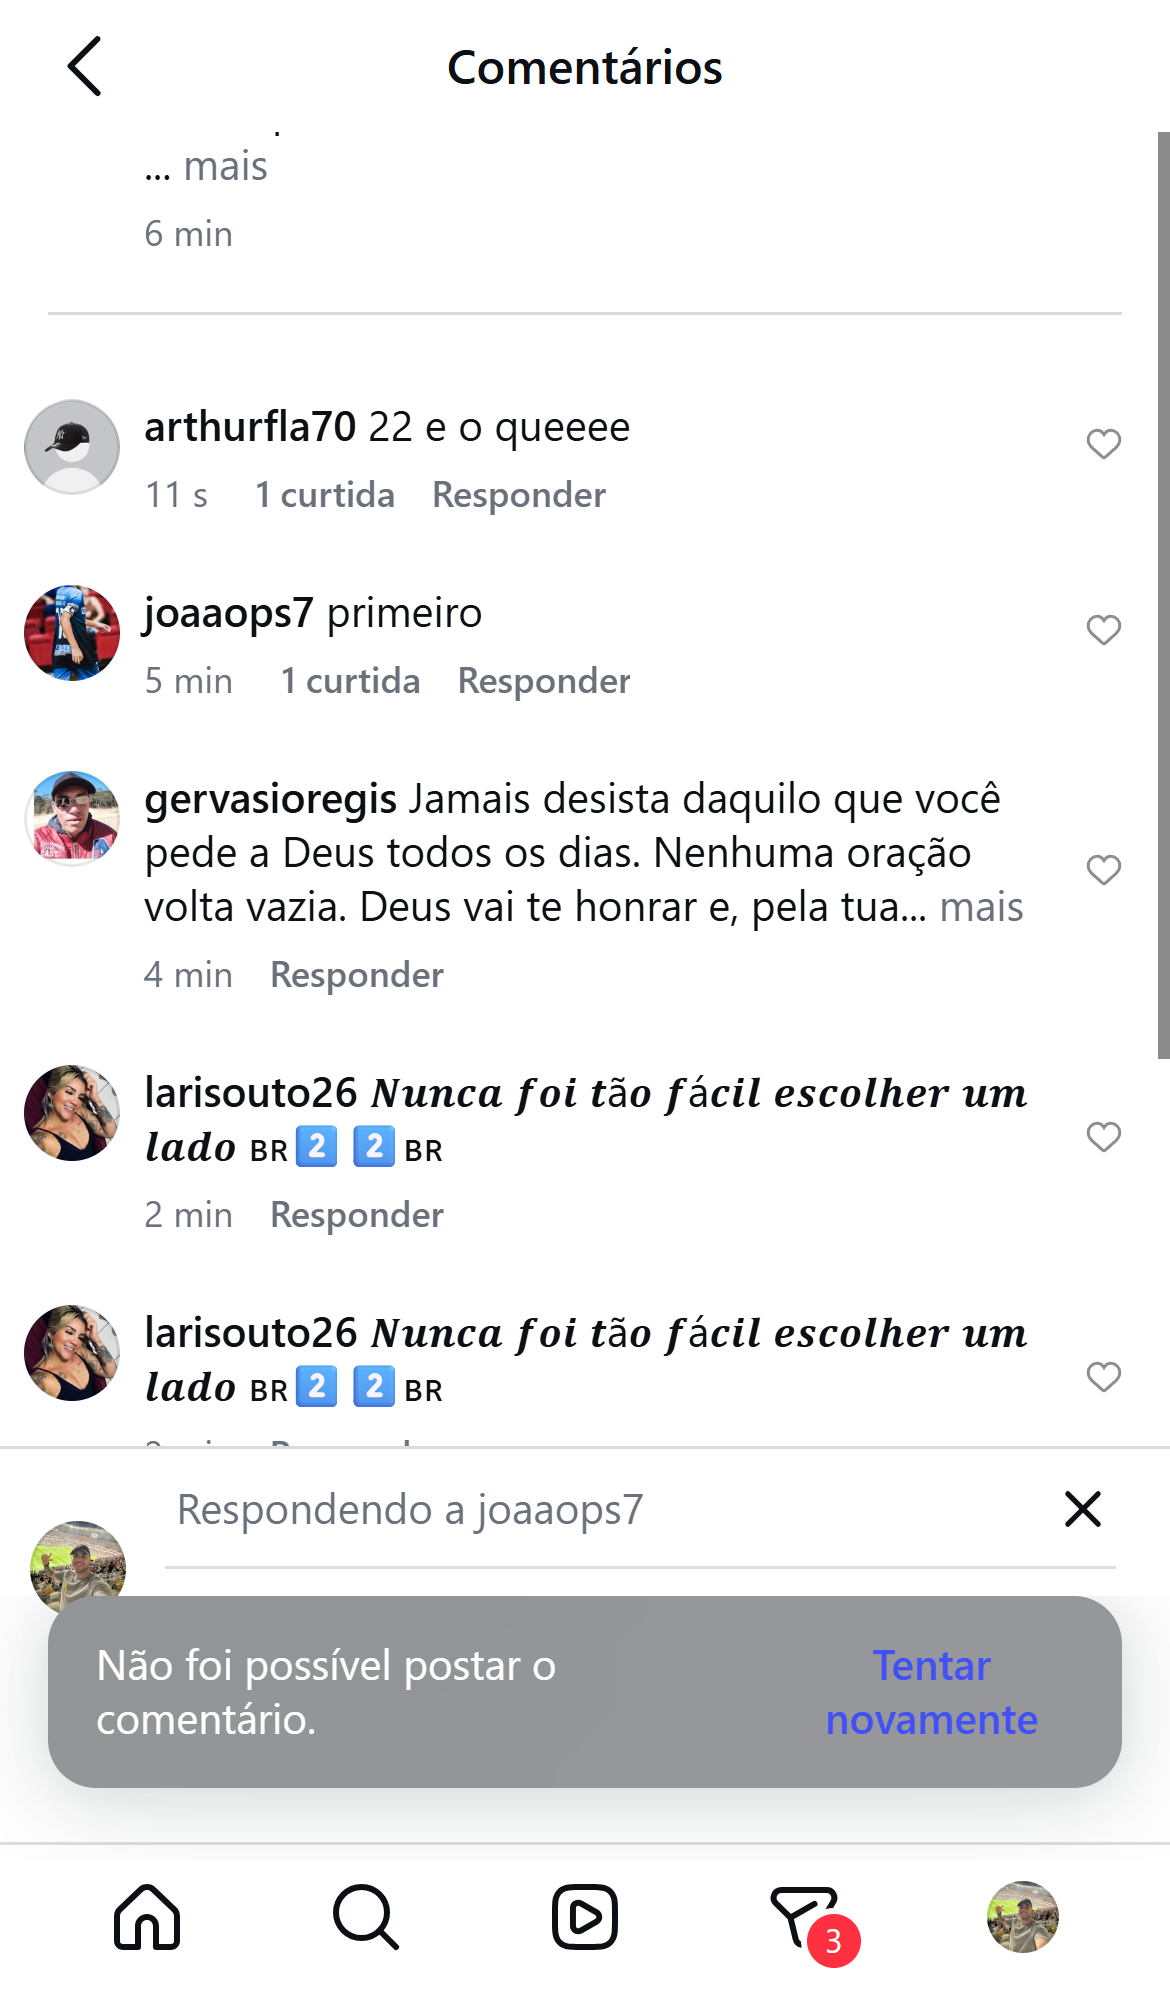 Comentários
... mais
6 min
arthurfla70 22 e o queeee
11 s 1 curtida Responder
joaaops7 primeiro
5 min 1 curtida Responder
gervasioregis Jamais desista daquilo que você
pede a Deus todos os dias. Nenhuma oração
volta vazia. Deus vai te honrar e, pela tua... mais
4 min Responder
larisouto26 𝑵𝒖𝒏𝒄𝒂 𝒇𝒐𝒊 𝒕ã𝒐 𝒇á𝒄𝒊𝒍 𝒆𝒔𝒄𝒐𝒍𝒉𝒆𝒓 𝒖𝒎
𝒍𝒂𝒅𝒐 🇧🇷2️⃣ 2️⃣🇧🇷
2 min Responder
larisouto26 𝑵𝒖𝒏𝒄𝒂 𝒇𝒐𝒊 𝒕ã𝒐 𝒇á𝒄𝒊𝒍 𝒆𝒔𝒄𝒐𝒍𝒉𝒆𝒓 𝒖𝒎
𝒍𝒂𝒅𝒐 🇧🇷2️⃣ 2️⃣🇧🇷
Respondendo a joaaops7
Não foi possível postar o
comentário.
Tentar
novamente
3